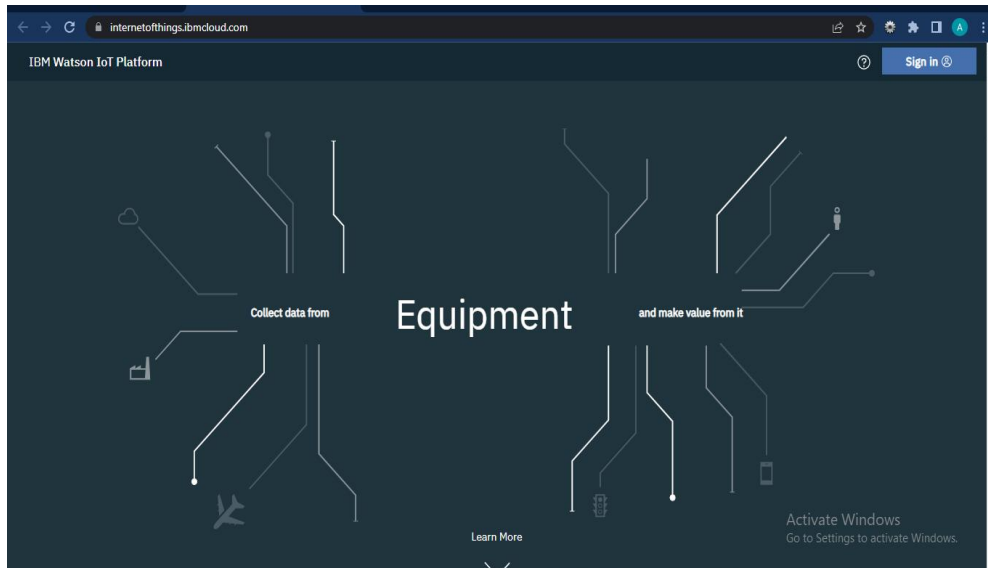 internetofthings.ibmcloud.com
A
IBM Watson IoT Platform
Sign in
Collect data from
Equipment
and make value from it
Learn More
Activate Windows
Go to Settings to activate Windows.